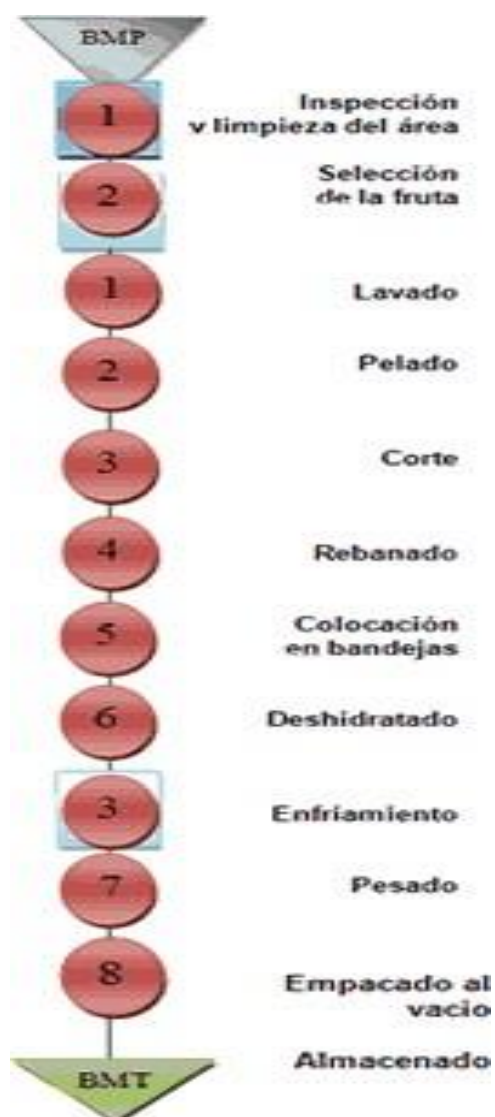 BMP
1
Inspección
y limpieza del área
2
Selección
de la fruta
1
Lavado
2
Pelado
3
Corte
4
Rebanado
5
Colocación
en bandejas
6
Deshidratado
3
Enfriamiento
7
Pesado
8
Empacado al
vacio
BMT
Almacenado